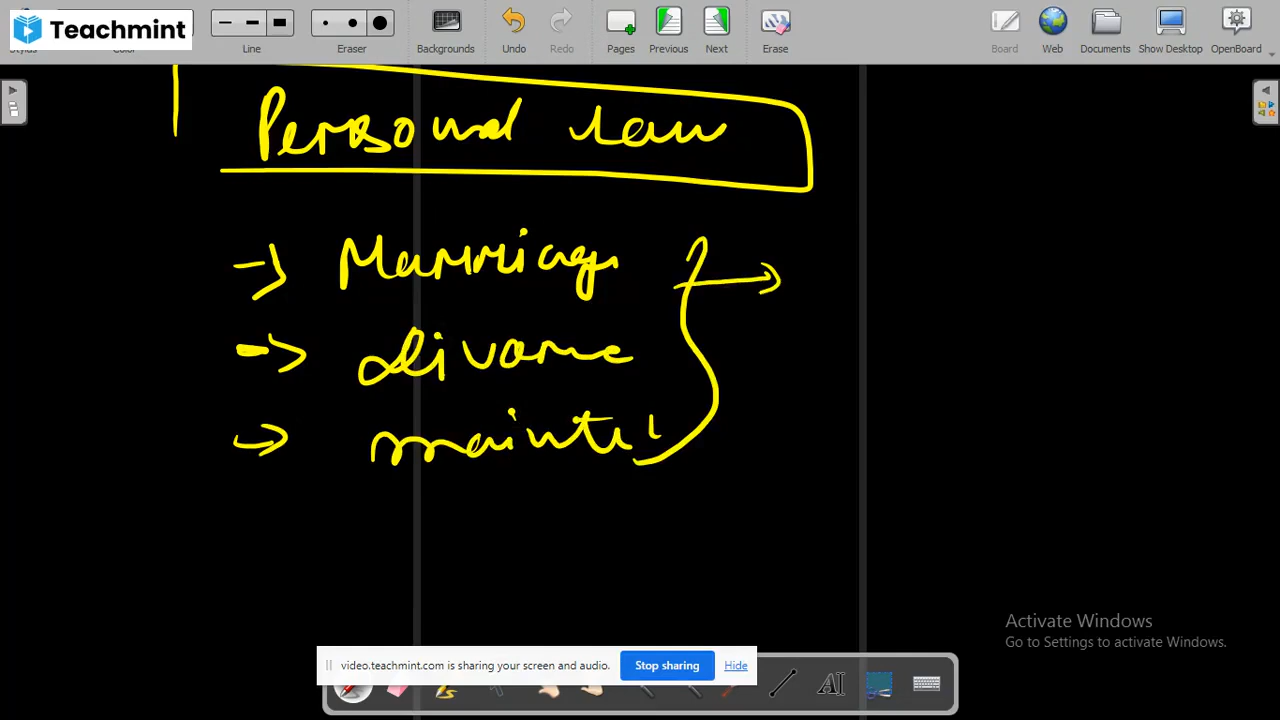 Teachmint
Line
Eraser
Backgrounds
Undo
Redo
Pages
Previous
Next
Erase
Board
Web
Documents
Show Desktop
OpenBoard
Personal law
-> Marriage
-> divorce
-> mainte
Activate Windows
Go to Settings to activate Windows.
video.teachmint.com is sharing your screen and audio. Stop sharing Hide
AI